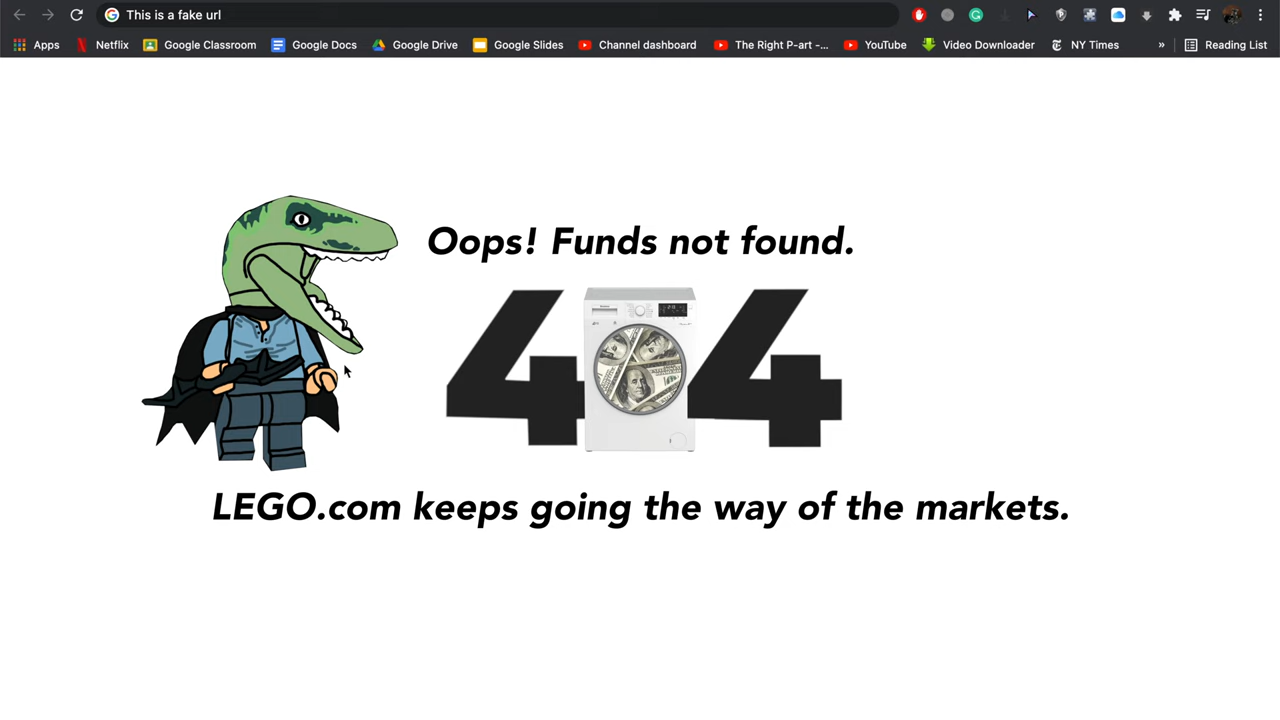 This is a fake url
Apps Netflix Google Classroom Google Docs Google Drive Google Slides Channel dashboard The Right P-art -... YouTube Video Downloader NY Times » Reading List
Oops! Funds not found.
4 4
LEGO.com keeps going the way of the markets.